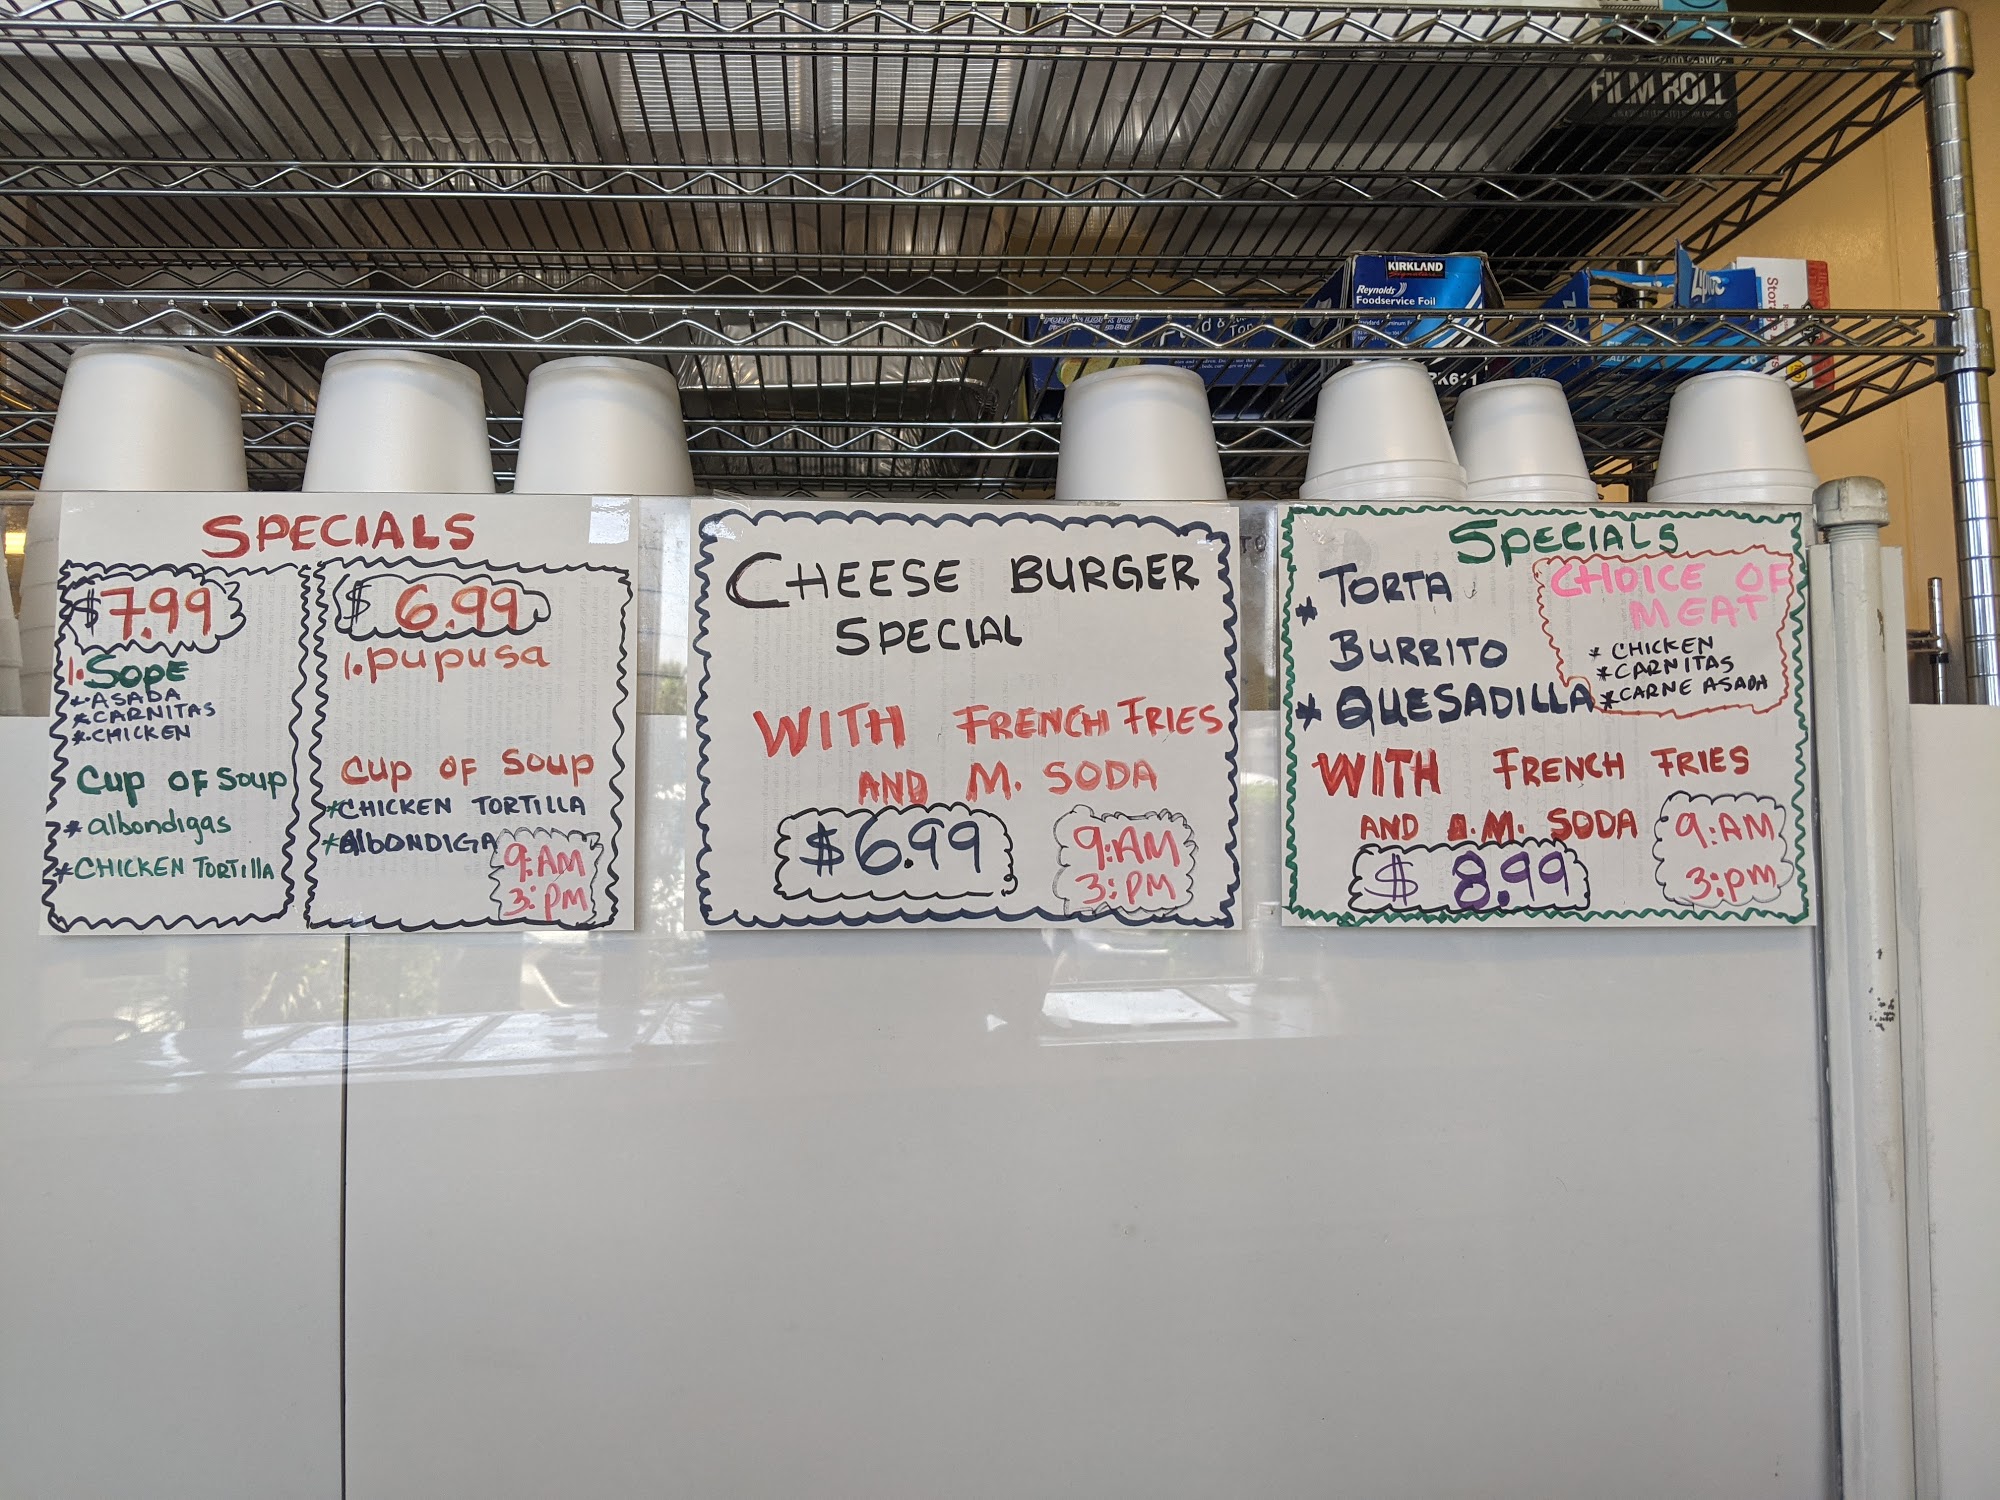 FILM ROLL
KIRKLAND
Signature
Reynolds
Foodservice Foil
SPECIALS
$7.99
1. SOPE
*ASADA
*CARNITAS
*CHICKEN
CUP OF SOUP
* albondigas
*CHICKEN TORTIllA
$ 6.99
1. pupusa
CUP OF SOUP
*CHICKEN TORTILLA
*AlBONDIGA
9:AM
3:PM
CHEESE BURGER
SPECIAL
WITH FRENCH FRIES
AND M. SODA
$6.99
9:AM
3:PM
SPECIALS
* TORTA
BURRITO
* QUESADILLA
CHOICE OF
MEAT
* CHICKEN
* CARNITAS
* CARNE ASADA
WITH FRENCH FRIES
AND A.M. SODA
$ 8.99
9:AM
3:pm